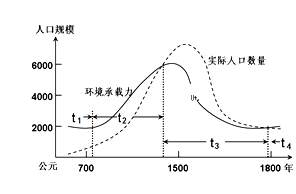 人口规模
实际人口数量
6000
环境承载力
4000
t1 t2
2000
t3 t4
公元 700 1500 1800 年